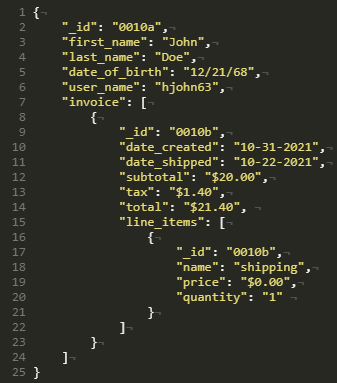 1 {
2     "_id": "0010a",
3     "first_name": "John",
4     "last_name": "Doe",
5     "date_of_birth": "12/21/68",
6     "user_name": "hjohn63",
7     "invoice": [
8         {
9             "_id": "0010b",
10             "date_created": "10-31-2021",
11             "date_shipped": "10-22-2021",
12             "subtotal": "$20.00",
13             "tax": "$1.40",
14             "total": "$21.40",
15             "line_items": [
16                 {
17                     "_id": "0010b",
18                     "name": "shipping",
19                     "price": "$0.00",
20                     "quantity": "1"
21                 }
22             ]
23         }
24     ]
25 }